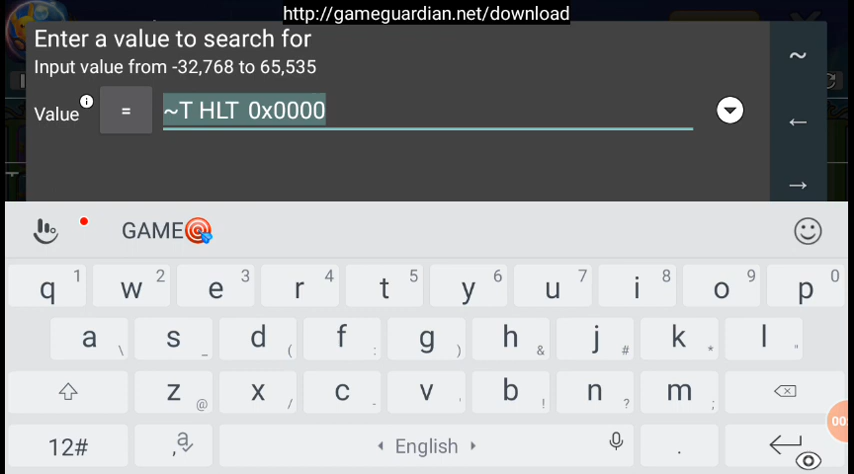 http://gameguardian.net/download
Enter a value to search for
Input value from -32,768 to 65,535
~
Value i = ~T HLT 0x0000
←
→
GAME🎯
q 1 w 2 e 3 r 4 t 5 y 6 u 7 i 8 o 9 p 0
a \ s _ d ( f : g ) h & j # k * l "
z @ x / c - v ' b ! n ? m ;
12# ,a English .
00: